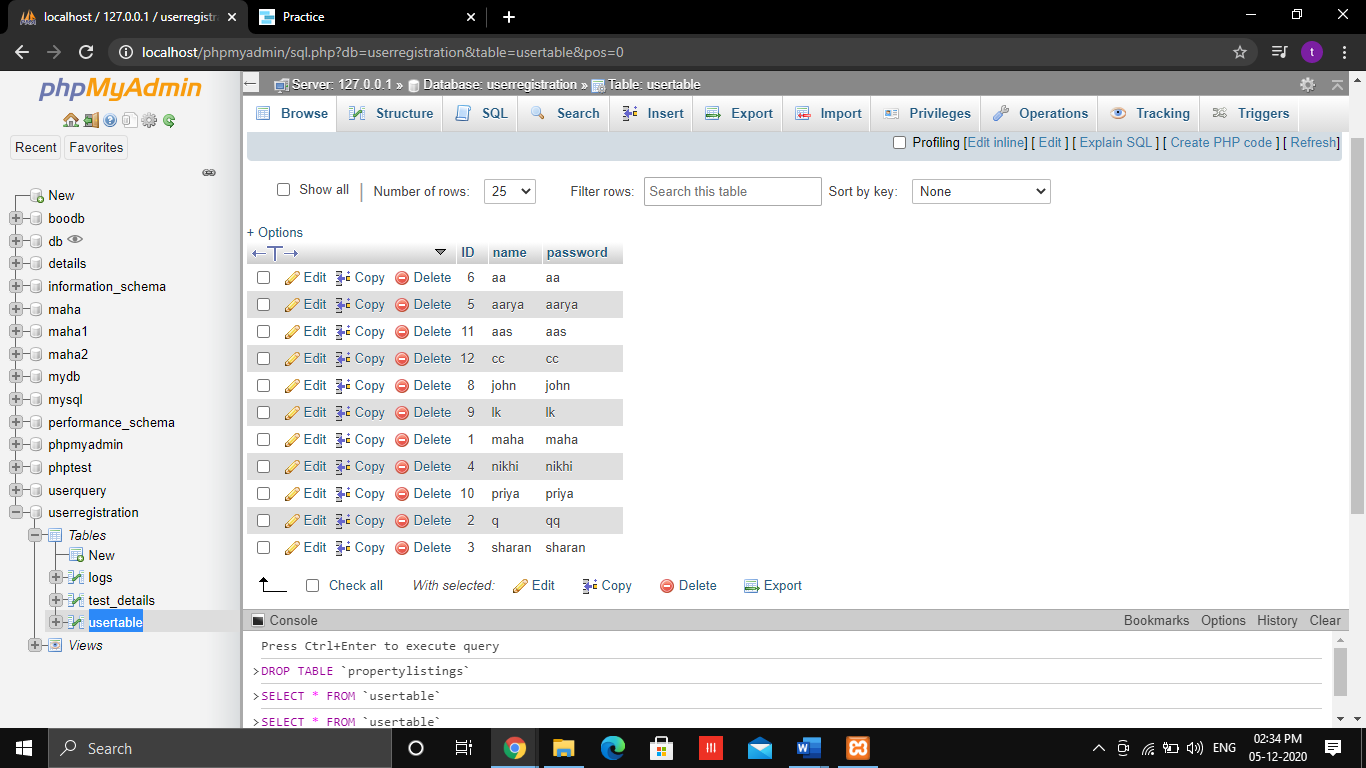 localhost / 127.0.0.1 / userregistr
Practice
localhost/phpmyadmin/sql.php?db=userregistration&table=usertable&pos=0
t
phpMyAdmin
Recent Favorites
New
boodb
db
details
information_schema
maha
maha1
maha2
mydb
mysql
performance_schema
phpmyadmin
phptest
userquery
userregistration
Tables
New
logs
test_details
usertable
Views
Server: 127.0.0.1 » Database: userregistration » Table: usertable
Browse Structure SQL Search Insert Export Import Privileges Operations Tracking Triggers
Profiling [Edit inline] [ Edit ] [ Explain SQL ] [ Create PHP code ] [ Refresh]
Show all | Number of rows: 25 Filter rows: Search this table Sort by key: None
+ Options
←T→ ID name password
Edit Copy Delete 6 aa aa
Edit Copy Delete 5 aarya aarya
Edit Copy Delete 11 aas aas
Edit Copy Delete 12 cc cc
Edit Copy Delete 8 john john
Edit Copy Delete 9 lk lk
Edit Copy Delete 1 maha maha
Edit Copy Delete 4 nikhi nikhi
Edit Copy Delete 10 priya priya
Edit Copy Delete 2 q qq
Edit Copy Delete 3 sharan sharan
Check all With selected: Edit Copy Delete Export
Console Bookmarks Options History Clear
Press Ctrl+Enter to execute query
>DROP TABLE `propertylistings`
>SELECT * FROM `usertable`
>SELECT * FROM `usertable`
Search
ENG
02:34 PM
05-12-2020